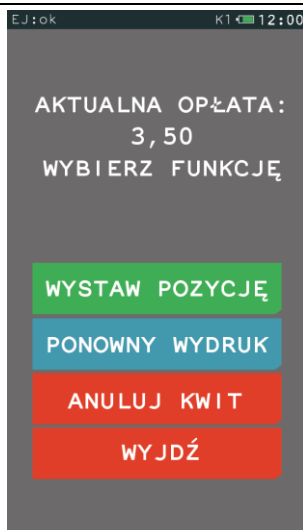 EJ:ok K1 12:00
AKTUALNA OPŁATA:
3,50
WYBIERZ FUNKCJĘ
WYSTAW POZYCJĘ
PONOWNY WYDRUK
ANULUJ KWIT
WYJDŹ